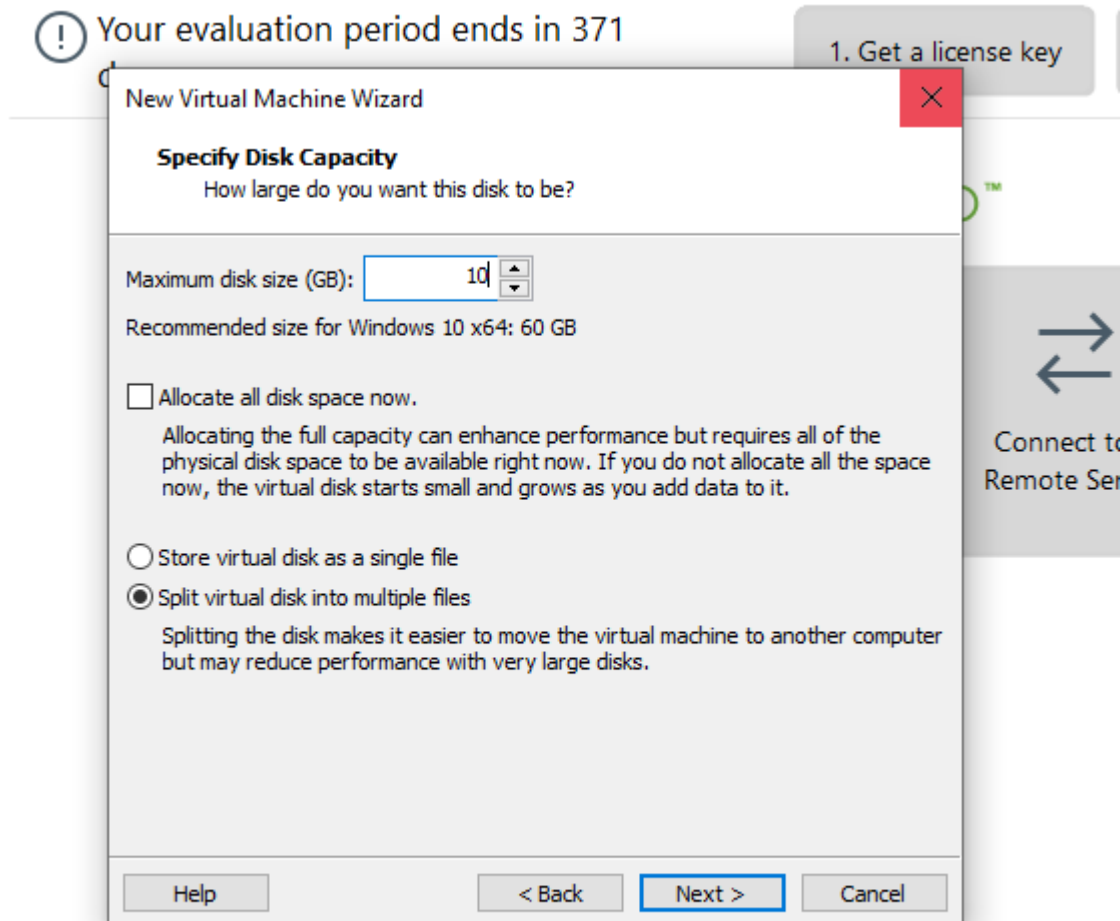 Your evaluation period ends in 371
1. Get a license key
New Virtual Machine Wizard
Specify Disk Capacity
How large do you want this disk to be?
™
Maximum disk size (GB): 10
Recommended size for Windows 10 x64: 60 GB
Allocate all disk space now.
Allocating the full capacity can enhance performance but requires all of the
physical disk space to be available right now. If you do not allocate all the space
now, the virtual disk starts small and grows as you add data to it.
Connect to
Remote Ser
Store virtual disk as a single file
Split virtual disk into multiple files
Splitting the disk makes it easier to move the virtual machine to another computer
but may reduce performance with very large disks.
Help
< Back
Next >
Cancel